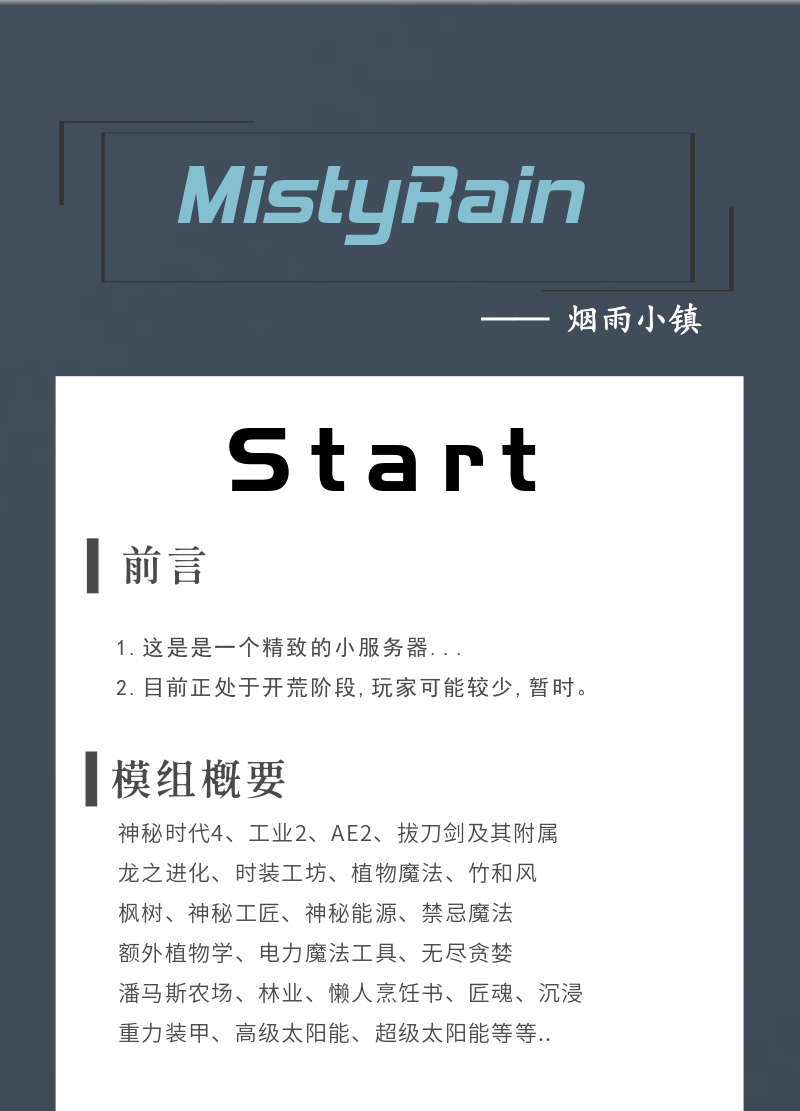 MistyRain
—— 烟雨小镇
Start
前言
1.这是是一个精致的小服务器...
2.目前正处于开荒阶段,玩家可能较少,暂时。
模组概要
神秘时代4、工业2、AE2、拔刀剑及其附属
龙之进化、时装工坊、植物魔法、竹和风
枫树、神秘工匠、神秘能源、禁忌魔法
额外植物学、电力魔法工具、无尽贪婪
潘马斯农场、林业、懒人烹饪书、匠魂、沉浸
重力装甲、高级太阳能、超级太阳能等等..